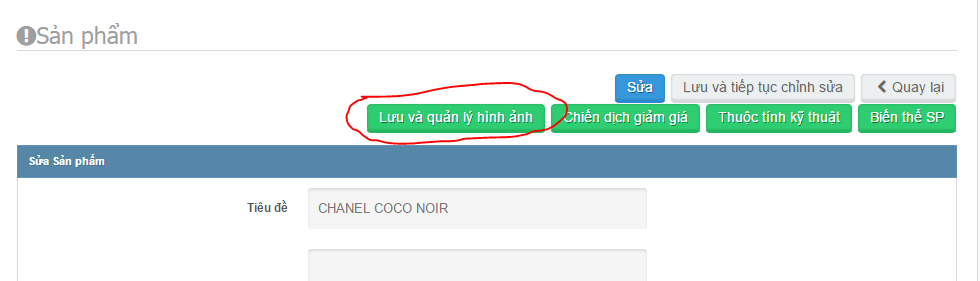 Sản phẩm
Sửa Lưu và tiếp tục chỉnh sửa Quay lại
Lưu và quản lý hình ảnh Chiến dịch giảm giá Thuộc tính kỹ thuật Biến thể SP
Sửa Sản phẩm
Tiêu đề CHANEL COCO NOIR